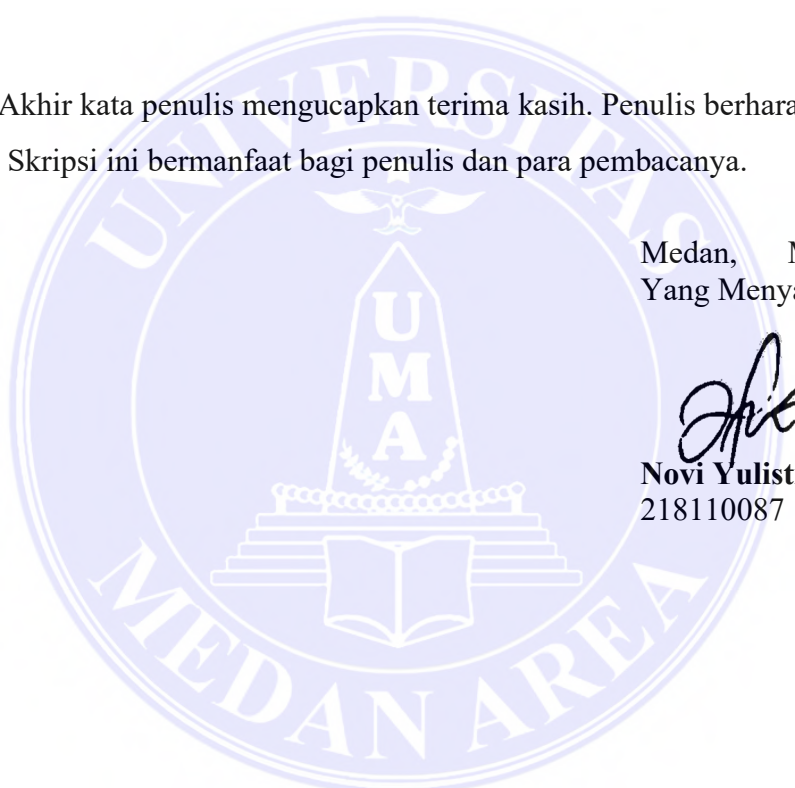 Akhir kata penulis mengucapkan terima kasih. Penulis berhara
Skripsi ini bermanfaat bagi penulis dan para pembacanya.
Medan, M
Yang Menya
Novi Yulist
218110087
UNIVERSITAS
UMA
MEDAN AREA